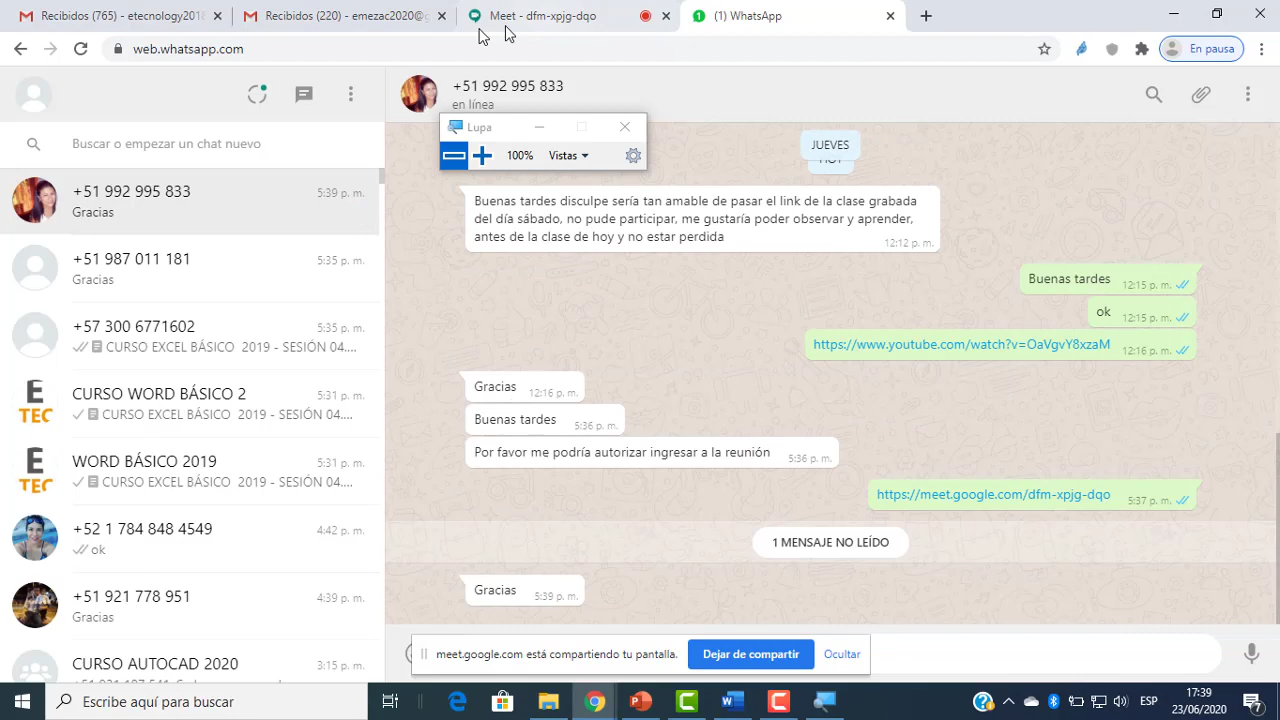 Recibidos (765) - etecnology201
Recibidos (220) - emezac2020@g
Meet - dfm-xpjg-dqo
(1) WhatsApp
web.whatsapp.com
En pausa
+51 992 995 833
en línea
Lupa
100%
Vistas
Buscar o empezar un chat nuevo
+51 992 995 833
5:39 p. m.
Gracias
+51 987 011 181
5:35 p. m.
Gracias
+57 300 6771602
5:35 p. m.
CURSO EXCEL BÁSICO 2019 - SESIÓN 04....
CURSO WORD BÁSICO 2
5:31 p. m.
CURSO EXCEL BÁSICO 2019 - SESIÓN 04....
E
TEC
WORD BÁSICO 2019
5:31 p. m.
CURSO EXCEL BÁSICO 2019 - SESIÓN 04....
E
TEC
+52 1 784 848 4549
4:42 p. m.
ok
+51 921 778 951
4:39 p. m.
Gracias
CURSO AUTOCAD 2020
3:15 p. m.
JUEVES
HOY
Buenas tardes disculpe sería tan amable de pasar el link de la clase grabada
del día sábado, no pude participar, me gustaría poder observar y aprender,
antes de la clase de hoy y no estar perdida
12:12 p. m.
Buenas tardes
12:15 p. m.
ok
12:15 p. m.
https://www.youtube.com/watch?v=OaVgvY8xzaM
12:16 p. m.
Gracias
12:16 p. m.
Buenas tardes
5:36 p. m.
Por favor me podría autorizar ingresar a la reunión
5:36 p. m.
https://meet.google.com/dfm-xpjg-dqo
5:37 p. m.
1 MENSAJE NO LEÍDO
Gracias
5:39 p. m.
meet.google.com está compartiendo tu pantalla.
Dejar de compartir
Ocultar
Escribe aquí para buscar
ESP
17:39
23/06/2020
7